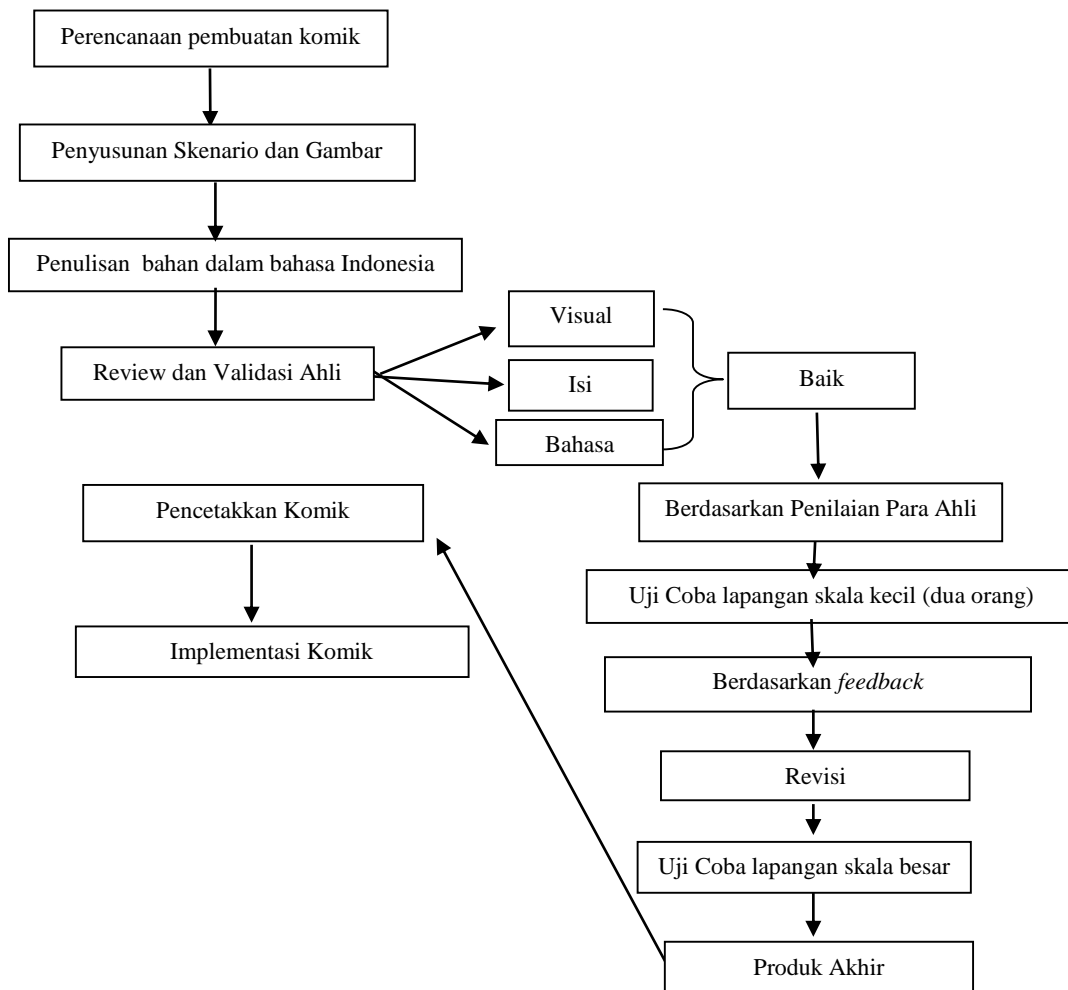 Perencanaan pembuatan komik
Penyusunan Skenario dan Gambar
Penulisan bahan dalam bahasa Indonesia
Review dan Validasi Ahli
Visual
Isi
Bahasa
Baik
Berdasarkan Penilaian Para Ahli
Uji Coba lapangan skala kecil (dua orang)
Berdasarkan feedback
Revisi
Uji Coba lapangan skala besar
Produk Akhir
Pencetakkan Komik
Implementasi Komik